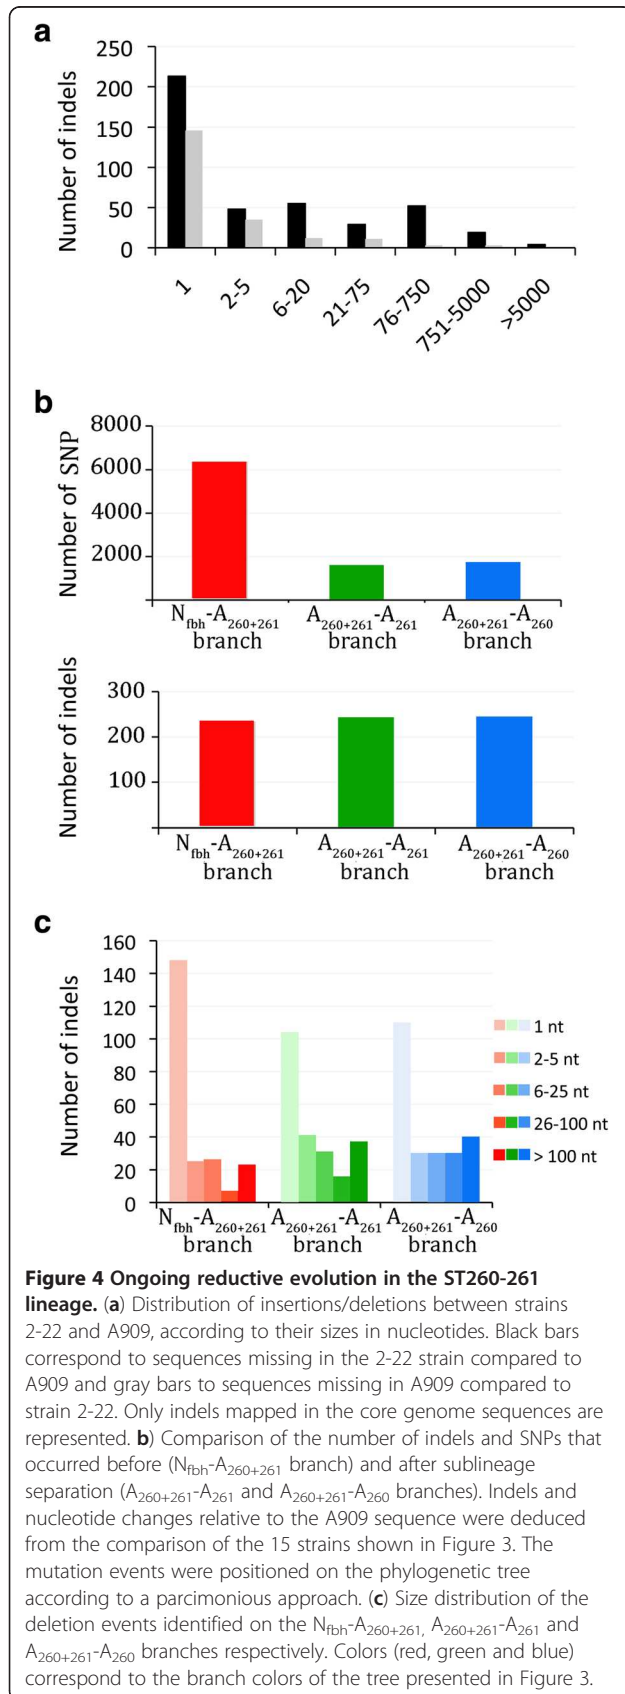 a
Number of indels
250
200
150
100
50
0
1
2-5
6-20
21-75
76-750
751-5000
>5000
b
Number of SNP
8000
6000
4000
2000
Nfbh-A260+261 branch
A260+261-A261 branch
A260+261-A260 branch
Number of indels
300
200
100
Nfbh-A260+261 branch
A260+261-A261 branch
A260+261-A260 branch
c
Number of indels
160
140
120
100
80
60
40
20
0
Nfbh-A260+261 branch
A260+261-A261 branch
A260+261-A260 branch
1 nt
2-5 nt
6-25 nt
26-100 nt
> 100 nt
Figure 4 Ongoing reductive evolution in the ST260-261
lineage. (a) Distribution of insertions/deletions between strains
2-22 and A909, according to their sizes in nucleotides. Black bars
correspond to sequences missing in the 2-22 strain compared to
A909 and gray bars to sequences missing in A909 compared to
strain 2-22. Only indels mapped in the core genome sequences are
represented. b) Comparison of the number of indels and SNPs that
occurred before (Nfbh-A260+261 branch) and after sublineage
separation (A260+261-A261 and A260+261-A260 branches). Indels and
nucleotide changes relative to the A909 sequence were deduced
from the comparison of the 15 strains shown in Figure 3. The
mutation events were positioned on the phylogenetic tree
according to a parcimonious approach. (c) Size distribution of the
deletion events identified on the Nfbh-A260+261, A260+261-A261 and
A260+261-A260 branches respectively. Colors (red, green and blue)
correspond to the branch colors of the tree presented in Figure 3.